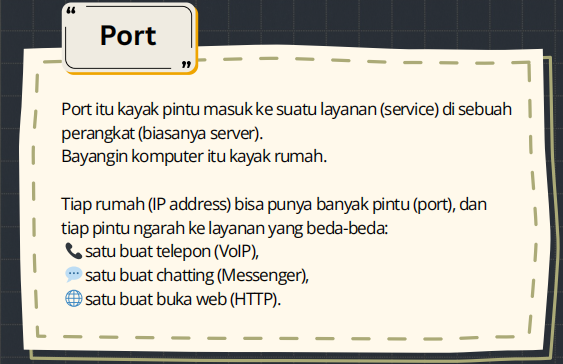 Port
Port itu kayak pintu masuk ke suatu layanan (service) di sebuah
perangkat (biasanya server).
Bayangin komputer itu kayak rumah.
Tiap rumah (IP address) bisa punya banyak pintu (port), dan
tiap pintu ngarah ke layanan yang beda-beda:
📞 satu buat telepon (VoIP),
💬 satu buat chatting (Messenger),
🌐 satu buat buka web (HTTP).